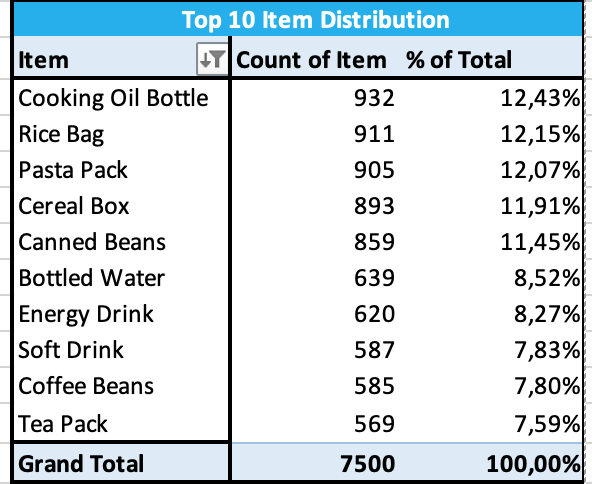 Top 10 Item Distribution
Item Count of Item % of Total
Cooking Oil Bottle 932 12,43%
Rice Bag 911 12,15%
Pasta Pack 905 12,07%
Cereal Box 893 11,91%
Canned Beans 859 11,45%
Bottled Water 639 8,52%
Energy Drink 620 8,27%
Soft Drink 587 7,83%
Coffee Beans 585 7,80%
Tea Pack 569 7,59%
Grand Total 7500 100,00%